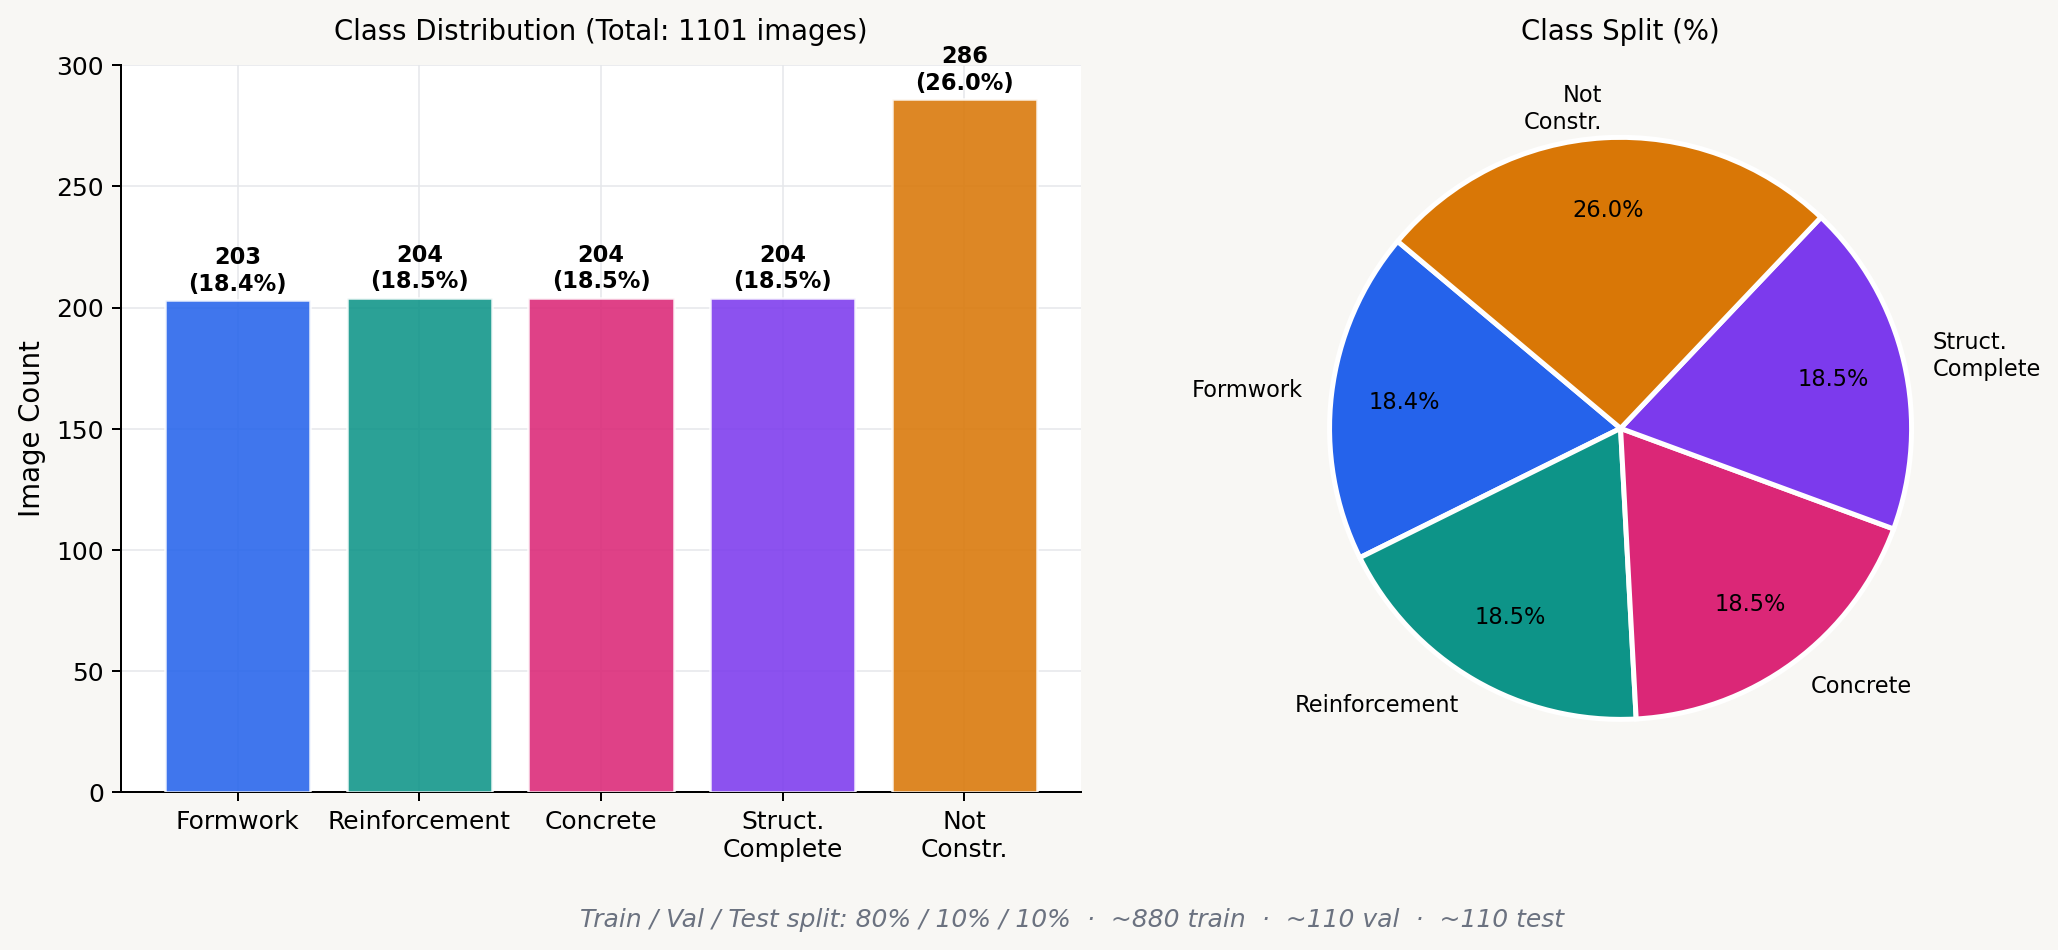 Class Distribution (Total: 1101 images)
300
250
200
150
100
50
0
Image Count
203
(18.4%)
204
(18.5%)
204
(18.5%)
204
(18.5%)
286
(26.0%)
Formwork
Reinforcement
Concrete
Struct.
Complete
Not
Constr.
Class Split (%)
Not
Constr.
26.0%
Struct.
Complete
18.5%
Formwork
18.4%
18.5%
18.5%
Concrete
Reinforcement
Train / Val / Test split: 80% / 10% / 10%  ·  ~880 train  ·  ~110 val  ·  ~110 test